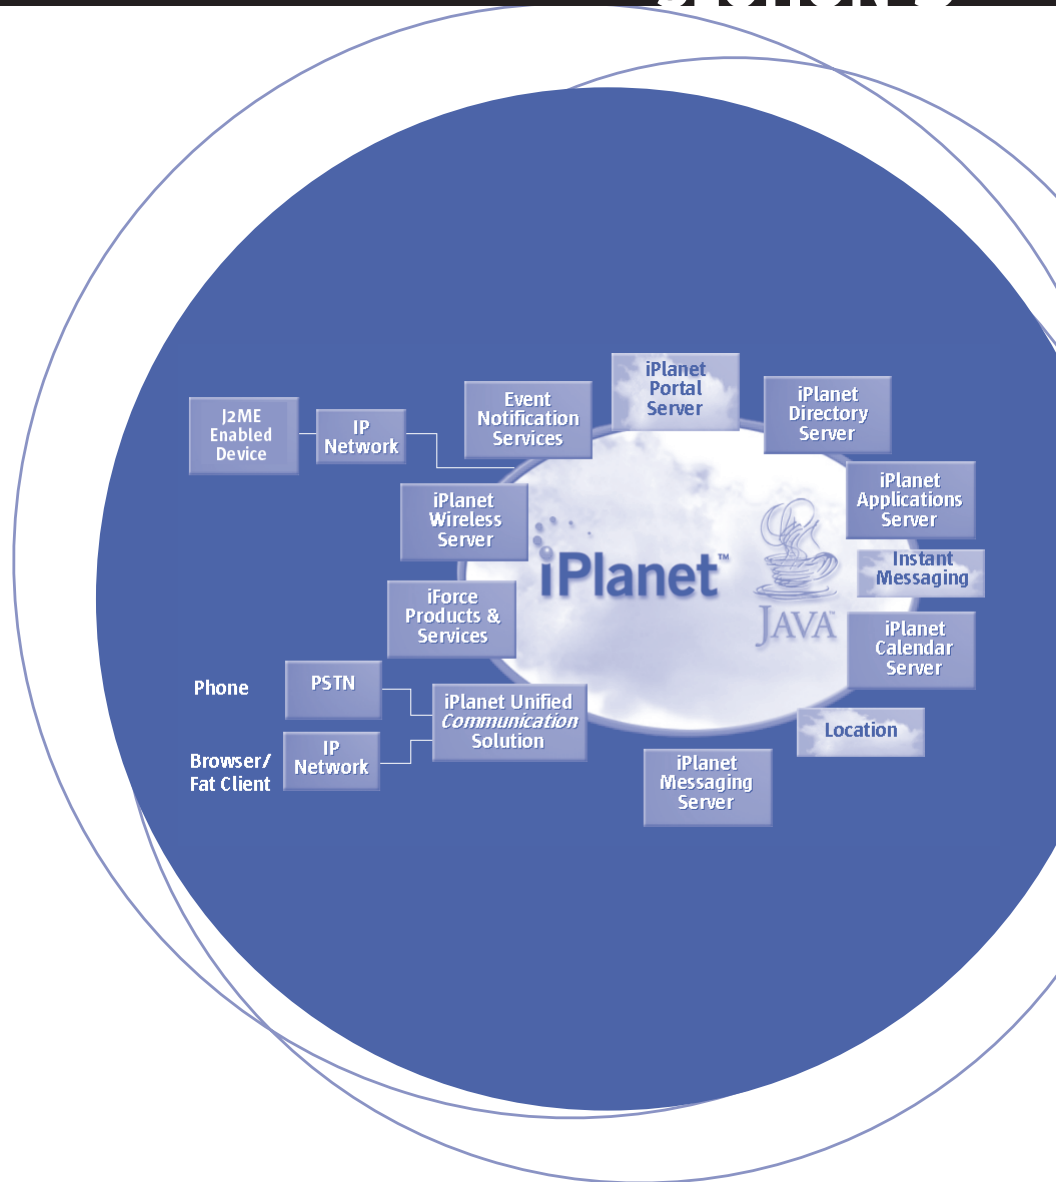 iPlanet
Portal
Server
iPlanet
Directory
Server
Event
Notification
Services
J2ME
Enabled
Device
IP
Network
iPlanet
Applications
Server
iPlanet
Wireless
Server
Instant
Messaging
iPlanet™
JAVA™
iForce
Products &
Services
iPlanet
Calendar
Server
Phone
PSTN
iPlanet Unified
Communication
Solution
Location
Browser/
Fat Client
IP
Network
iPlanet
Messaging
Server